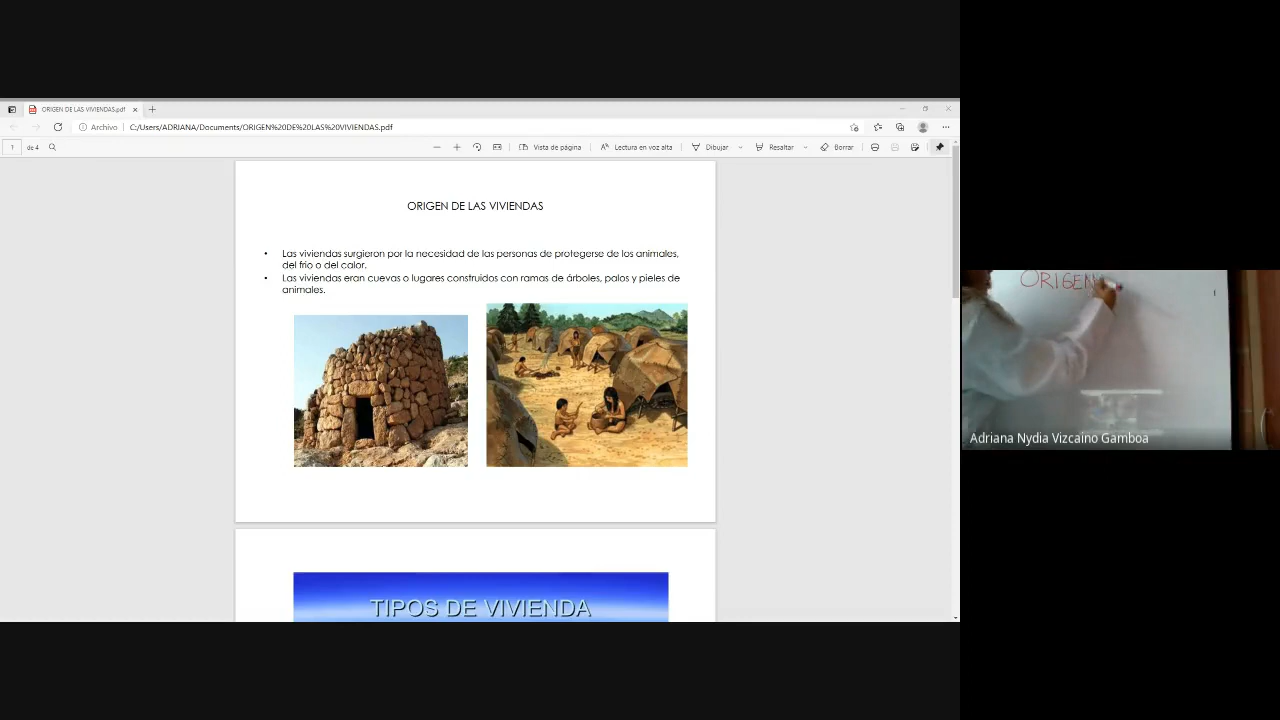 ORIGEN DE LAS VIVIENDAS.pdf
Archivo
C:/Users/ADRIANA/Documents/ORIGEN%20DE%20LAS%20VIVIENDAS.pdf
1 de 4
Vista de página
Lectura en voz alta
Dibujar
Resaltar
Borrar
ORIGEN DE LAS VIVIENDAS
• Las viviendas surgieron por la necesidad de las personas de protegerse de los animales,
del frio o del calor.
• Las viviendas eran cuevas o lugares construidos con ramas de árboles, palos y pieles de
animales.
TIPOS DE VIVIENDA
ORIGEN
Adriana Nydia Vizcaino Gamboa